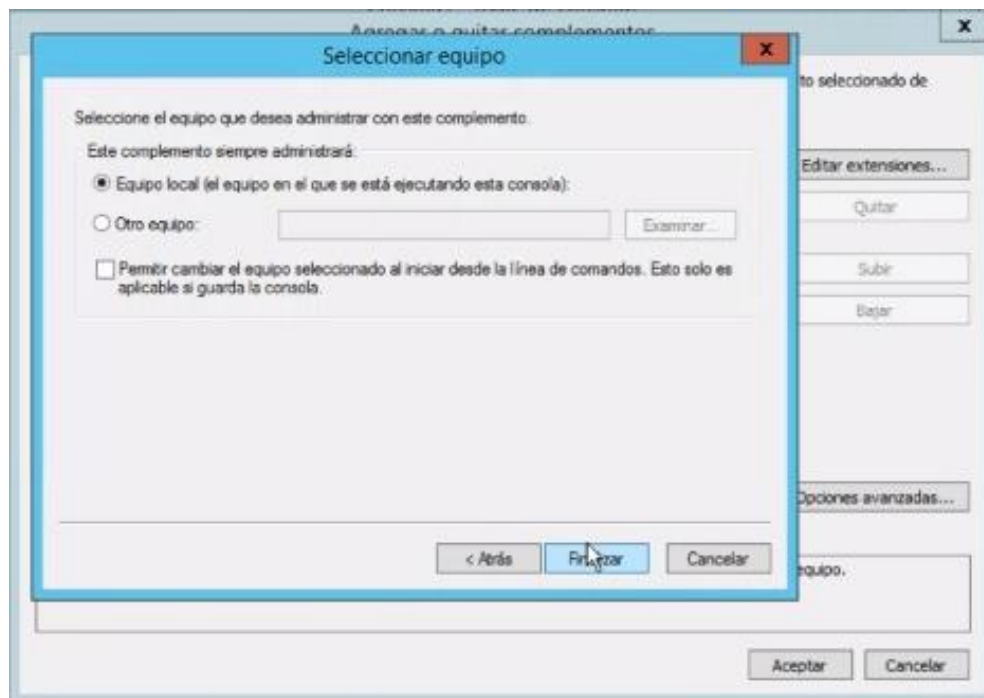 Agregar o quitar complementos
x
Seleccionar equipo
x
to seleccionado de
Seleccione el equipo que desea administrar con este complemento.
Este complemento siempre administrará:
Editar extensiones...
Equipo local (el equipo en el que se está ejecutando esta consola):
Quitar
Otro equipo:
Examinar...
Permitir cambiar el equipo seleccionado al iniciar desde la línea de comandos. Esto solo es
aplicable si guarda la consola.
Subir
Bajar
Opciones avanzadas...
< Atrás
Finalizar
Cancelar
equipo.
Aceptar
Cancelar